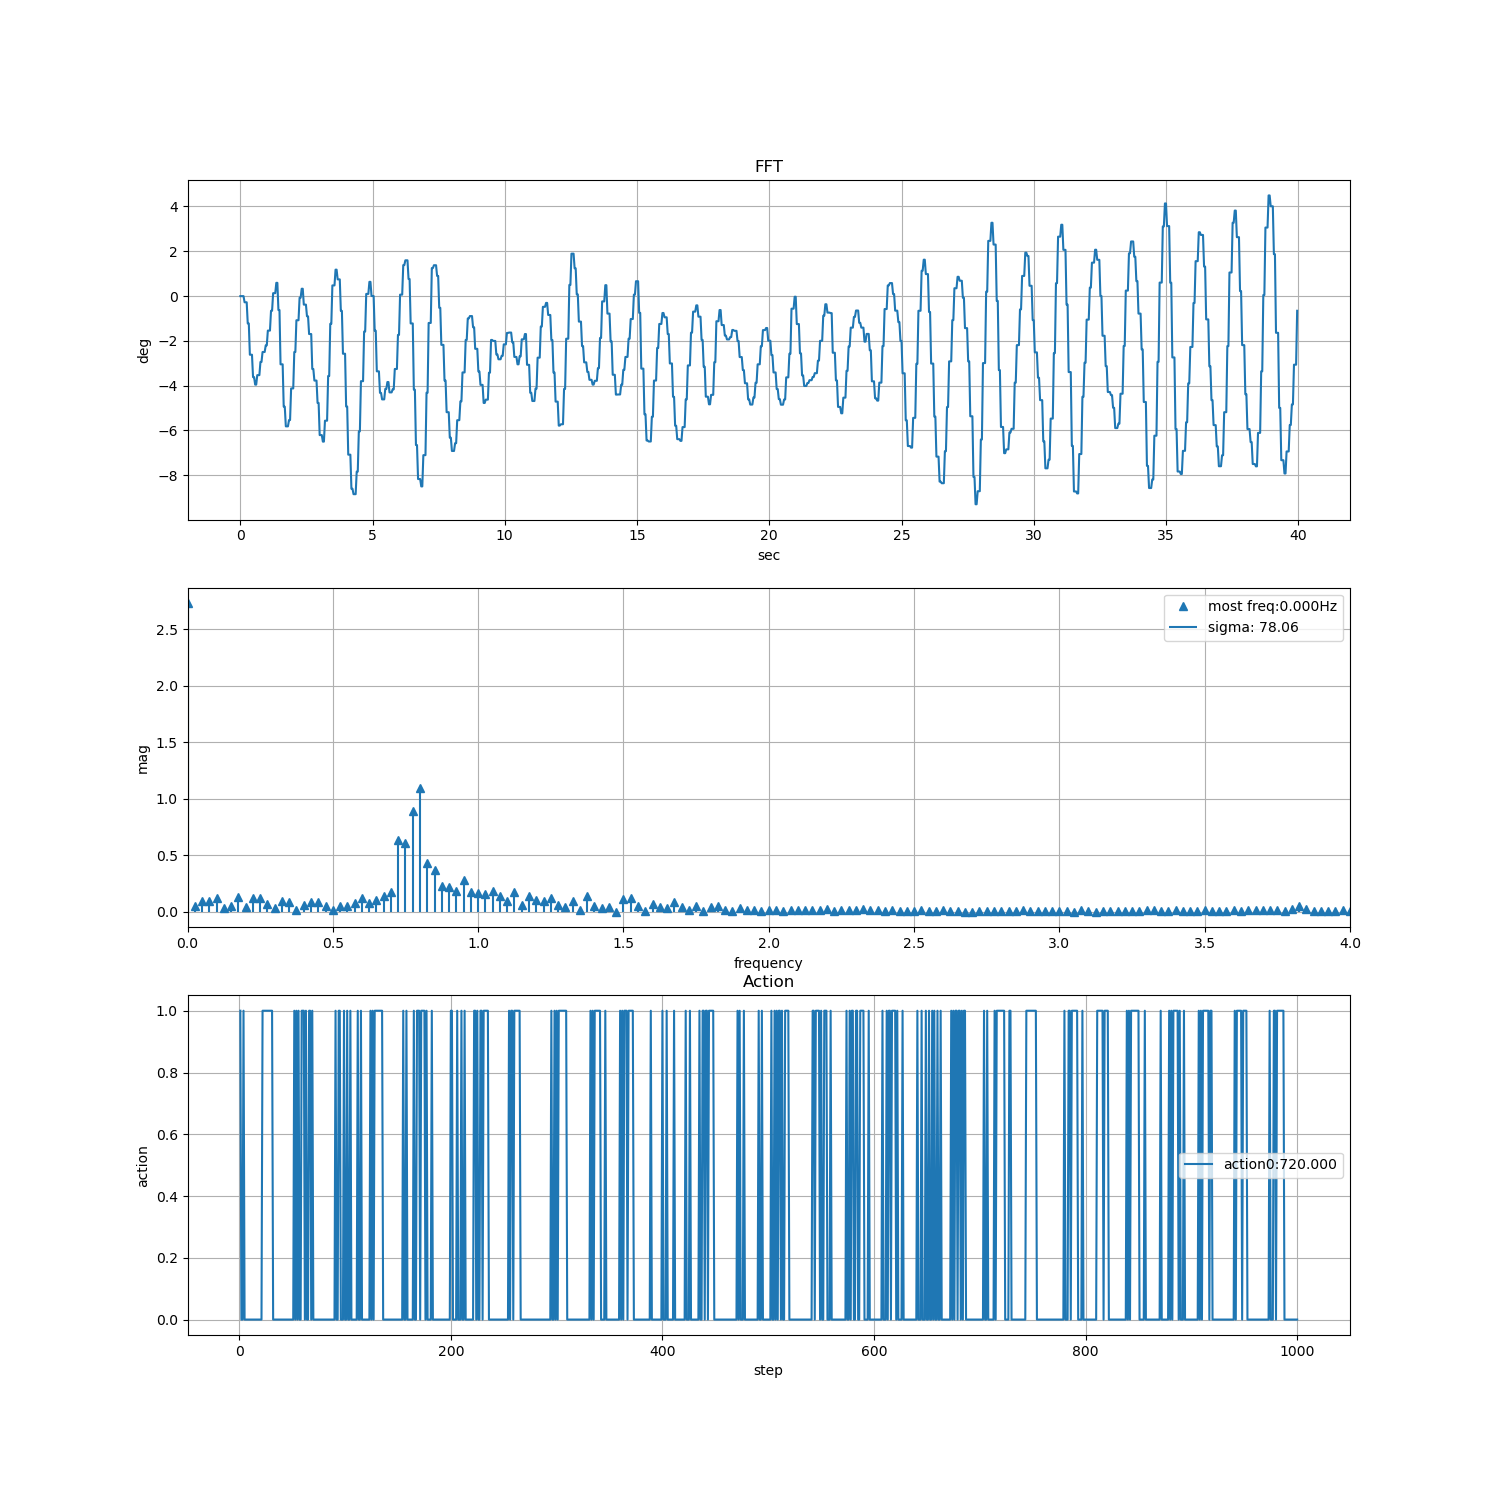 FFT
4
2
0
−2
−4
−6
−8
deg
0 5 10 15 20 25 30 35 40
sec
most freq:0.000Hz
sigma: 78.06
2.5
2.0
1.5
1.0
0.5
0.0
mag
0.0 0.5 1.0 1.5 2.0 2.5 3.0 3.5 4.0
frequency
Action
1.0
0.8
0.6
0.4
0.2
0.0
action
action0:720.000
0 200 400 600 800 1000
step